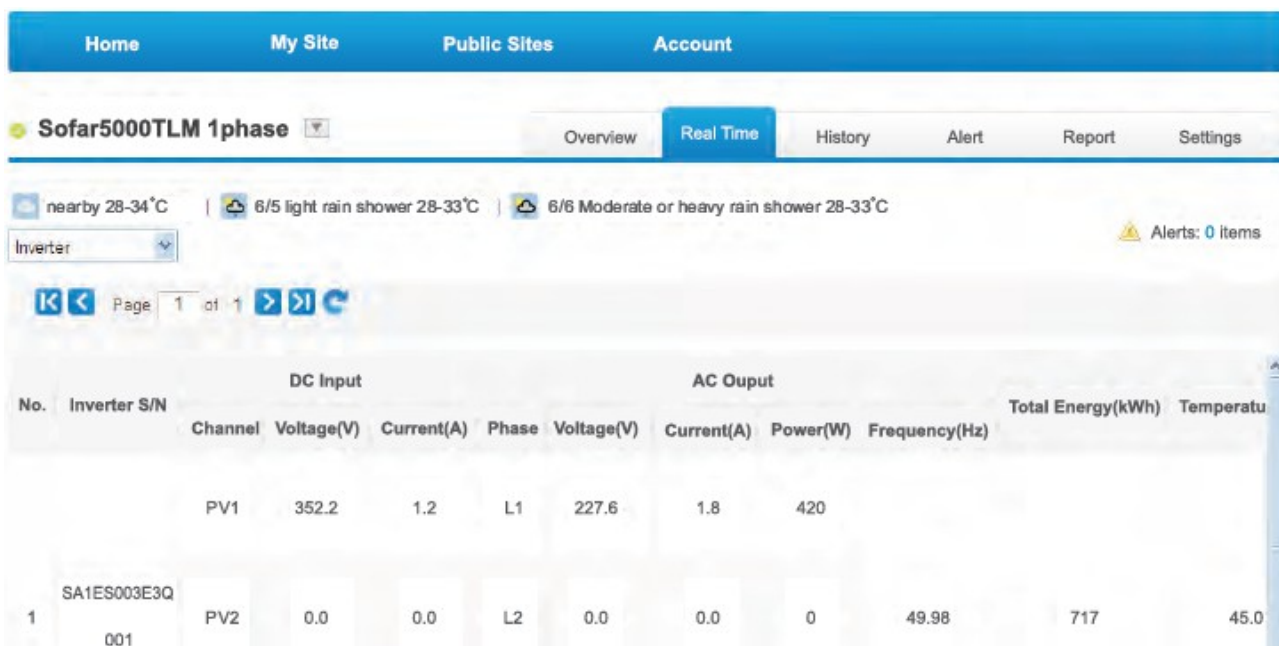 Home My Site Public Sites Account
Sofar5000TLM 1phase Overview Real Time History Alert Report Settings
nearby 28-34°C | 6/5 light rain shower 28-33°C | 6/6 Moderate or heavy rain shower 28-33°C
Alerts: 0 items
Inverter
Page 1 of 1
DC Input AC Ouput
No. Inverter S/N Total Energy(kWh) Temperatu
Channel Voltage(V) Current(A) Phase Voltage(V) Current(A) Power(W) Frequency(Hz)
PV1 352.2 1.2 L1 227.6 1.8 420
SA1ES003E3Q
1 PV2 0.0 0.0 L2 0.0 0.0 0 49.98 717 45.0
001